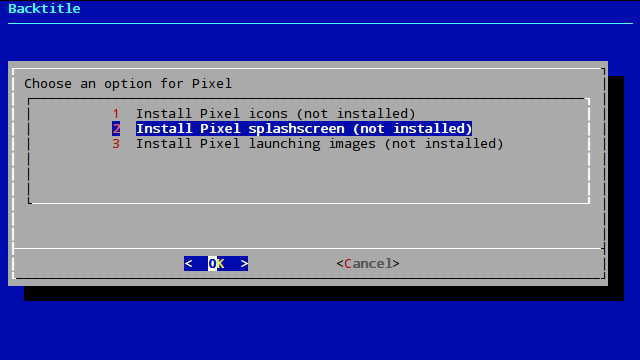 Backtitle
Choose an option for Pixel
1 Install Pixel icons (not installed)
2 Install Pixel splashscreen (not installed)
3 Install Pixel launching images (not installed)
< OK > <Cancel>